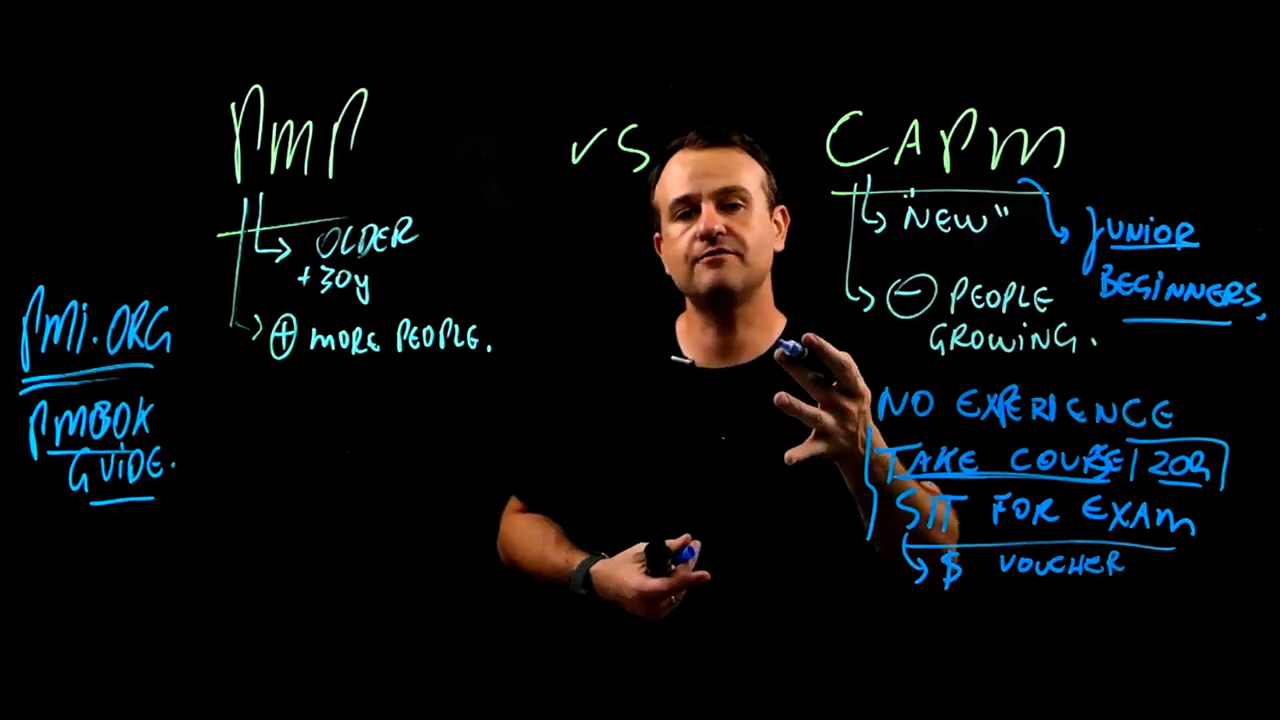 PMP vs CAPM
OLDER
+30y
+ MORE PEOPLE.
PMI.ORG
PMBOK
GUIDE.
"NEW"
- PEOPLE
GROWING.
JUNIOR
BEGINNERS.
NO EXPERIENCE
TAKE COURSE
SIT FOR EXAM
$ VOUCHER